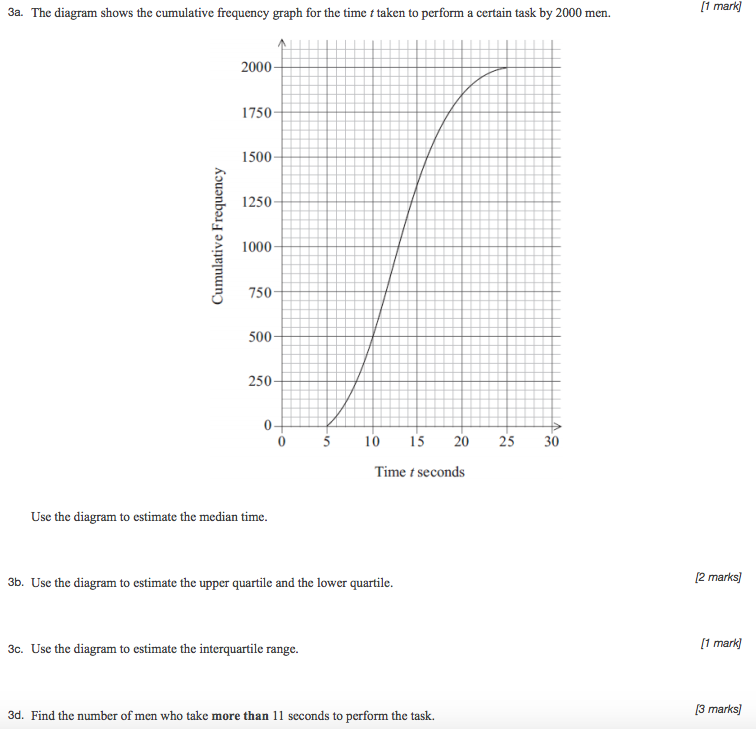 3a. The diagram shows the cumulative frequency graph for the time t taken to perform a certain task by 2000 men. [1 mark]
2000
1750
1500
1250
1000
750
500
250
0
Cumulative Frequency
0 5 10 15 20 25 30
Time t seconds
Use the diagram to estimate the median time.
3b. Use the diagram to estimate the upper quartile and the lower quartile. [2 marks]
3c. Use the diagram to estimate the interquartile range. [1 mark]
3d. Find the number of men who take more than 11 seconds to perform the task. [3 marks]